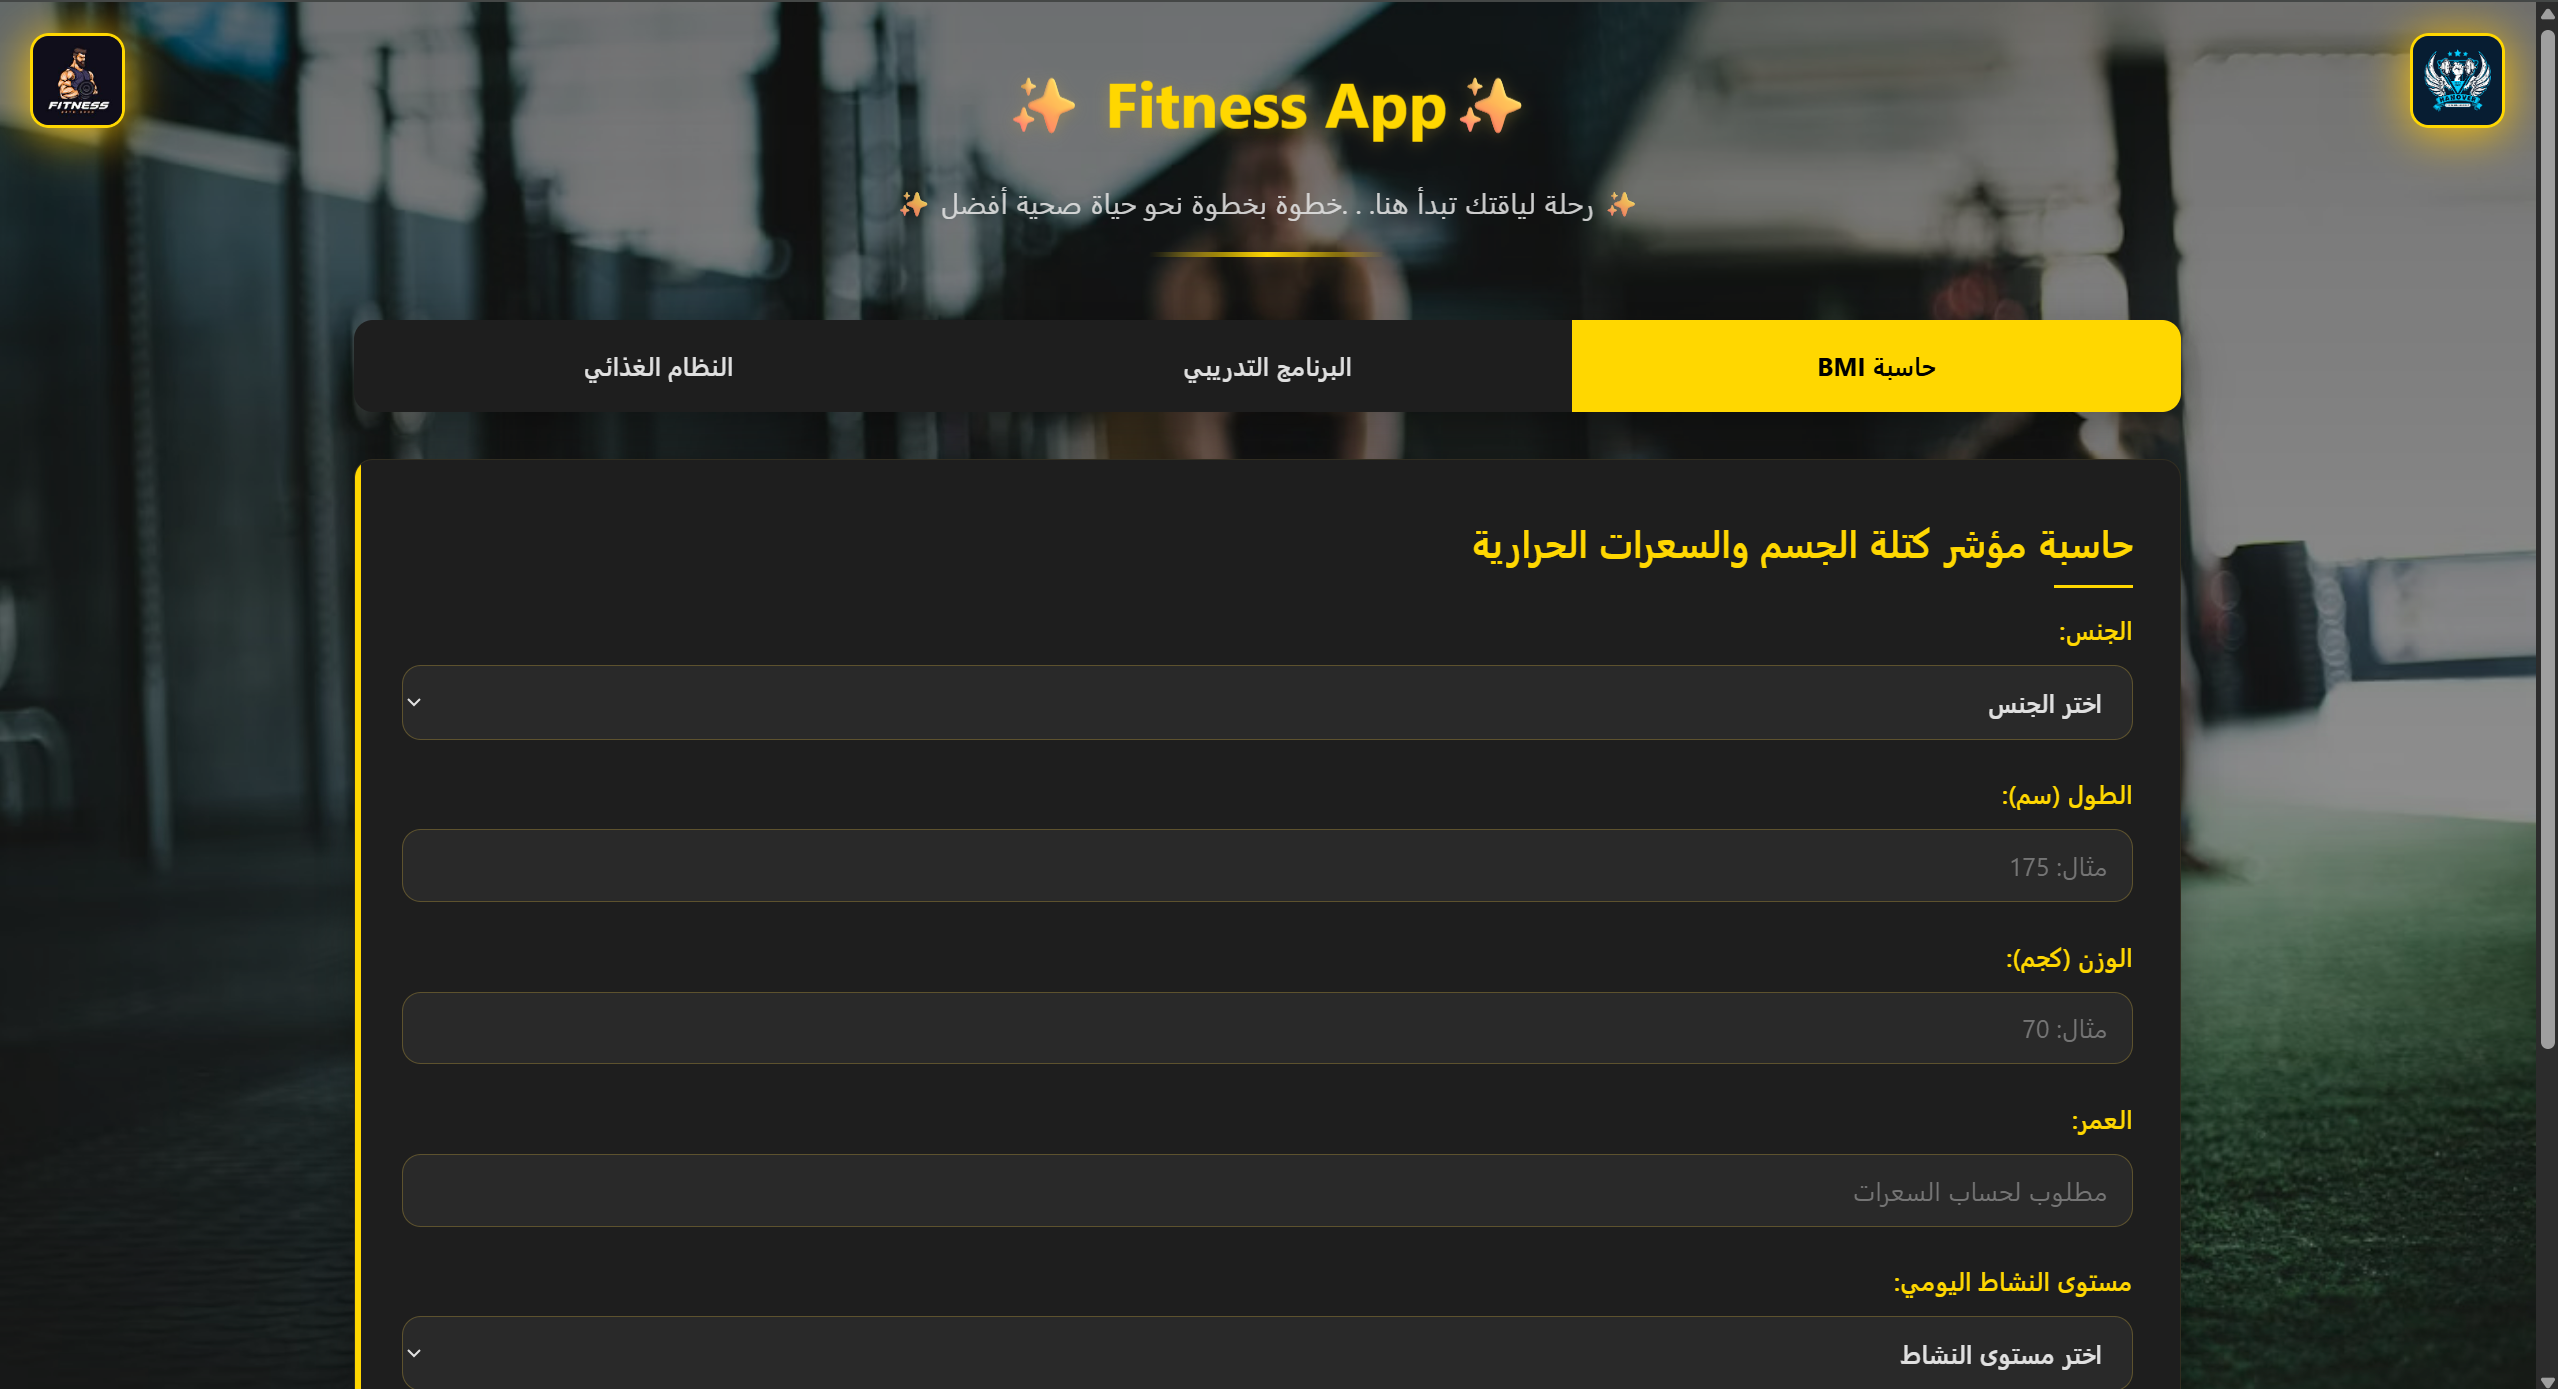 FITNESS
✨ Fitness App ✨
✨ رحلة لياقتك تبدأ هنا. . .خطوة بخطوة نحو حياة صحية أفضل ✨
حاسبة BMI
البرنامج التدريبي
النظام الغذائي
حاسبة مؤشر كتلة الجسم والسعرات الحرارية
الجنس:
اختر الجنس
الطول (سم):
مثال: 175
الوزن (كجم):
مثال: 70
العمر:
مطلوب لحساب السعرات
مستوى النشاط اليومي:
اختر مستوى النشاط